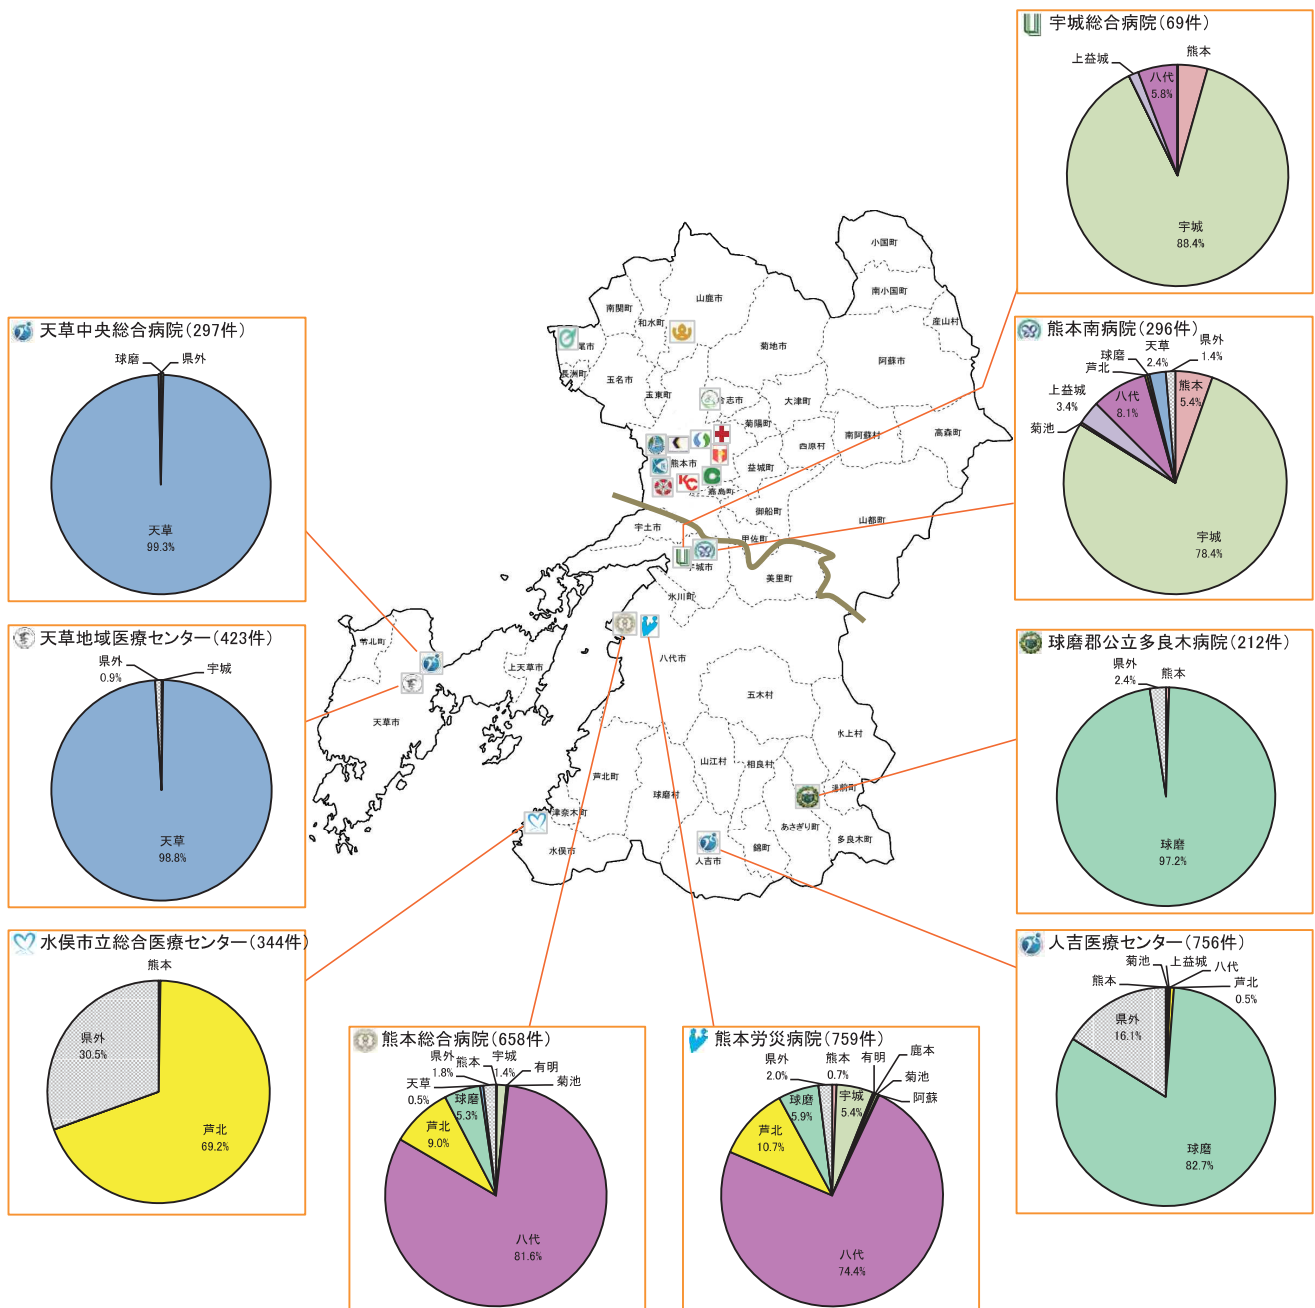 宇城総合病院(69件)
上益城
八代
5.8%
熊本
宇城
88.4%
天草中央総合病院(297件)
球磨
県外
天草
99.3%
熊本南病院(296件)
菊池
上益城
3.4%
八代
8.1%
芦北
球磨
天草
2.4%
県外
1.4%
熊本
5.4%
宇城
78.4%
天草地域医療センター(423件)
県外
0.9%
宇城
天草
98.8%
球磨郡公立多良木病院(212件)
県外
2.4%
熊本
球磨
97.2%
水俣市立総合医療センター(344件)
熊本
県外
30.5%
芦北
69.2%
人吉医療センター(756件)
熊本
菊池
上益城
八代
芦北
0.5%
県外
16.1%
球磨
82.7%
熊本総合病院(658件)
天草
0.5%
県外
1.8%
熊本
宇城
1.4%
有明
菊池
球磨
5.3%
芦北
9.0%
八代
81.6%
熊本労災病院(759件)
県外
2.0%
熊本
0.7%
有明
鹿本
菊池
阿蘇
宇城
5.4%
球磨
5.9%
芦北
10.7%
八代
74.4%
小国町
南小国町
産山村
山鹿市
南関町
和水町
菊地市
阿蘇市
尾市
長洲町
玉名市
玉東町
合志市
大津町
菊陽町
西原村
南阿蘇村
高森町
熊本市
益城町
嘉島町
御船町
山都町
宇土市
甲佐町
宇城市
美里町
氷川町
八代市
苓北町
上天草市
天草市
五木村
水上村
芦北町
山江村
相良村
球磨村
湯前町
津奈木町
あさぎり町
多良木町
水俣市
人吉市
錦町
KC